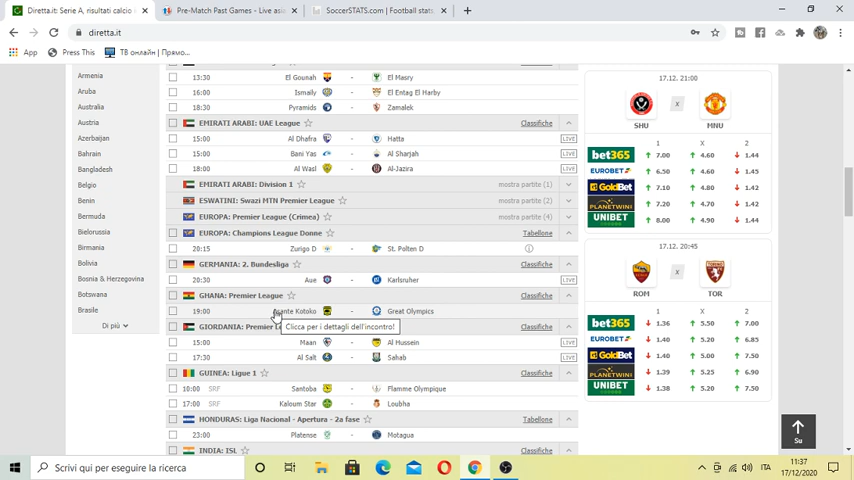 Diretta.it: Serie A, risultati calcio
Pre-Match Past Games - Live asi
SoccerSTATS.com | Football stats
diretta.it
App
Press This
ТВ онлайн | Прямо...
Armenia
Aruba
Australia
Austria
Azerbaijan
Bahrain
Bangladesh
Belgio
Benin
Bermuda
Bielorussia
Birmania
Bolivia
Bosnia & Herzegovina
Botswana
Brasile
Di più
13:30 El Gounah - El Masry
16:00 Ismaily - El Entag El Harby
18:30 Pyramids - Zamalek
EMIRATI ARABI: UAE League Classifiche
15:00 Al Dhafra - Hatta LIVE
15:00 Bani Yas - Al Sharjah LIVE
18:00 Al Wasl - Al-Jazira LIVE
EMIRATI ARABI: Division 1 mostra partite (1)
ESWATINI: Swazi MTN Premier League mostra partite (2)
EUROPA: Premier League (Crimea) mostra partite (4)
EUROPA: Champions League Donne Tabellone
20:15 Zurigo D - St. Polten D
GERMANIA: 2. Bundesliga Classifiche
20:30 Aue - Karlsruher LIVE
GHANA: Premier League Classifiche
19:00 Asante Kotoko - Great Olympics
Clicca per i dettagli dell'incontro!
GIORDANIA: Premier Le Classifiche
15:00 Maan - Al Hussein LIVE
17:30 Al Salt - Sahab LIVE
GUINEA: Ligue 1 Classifiche
10:00 SRF Santoba - Flamme Olympique
17:00 SRF Kaloum Star - Loubha
HONDURAS: Liga Nacional - Apertura - 2a fase Tabellone
23:00 Platense - Motagua
INDIA: ISL Classifiche
17.12. 21:00
x
SHU MNU
1 X 2
bet365 7.00 4.60 1.44
EUROBET 6.50 4.60 1.45
GoldBet 7.10 4.80 1.42
PLANETWIN 7.20 4.70 1.42
UNIBET 8.00 4.90 1.44
17.12. 20:45
x
ROM TOR
1 X 2
bet365 1.36 5.50 7.00
EUROBET 1.40 5.20 6.85
GoldBet 1.40 5.00 7.50
PLANETWIN 1.39 5.25 6.90
UNIBET 1.38 5.20 7.50
Su
Scrivi qui per eseguire la ricerca
ITA
11:37
17/12/2020